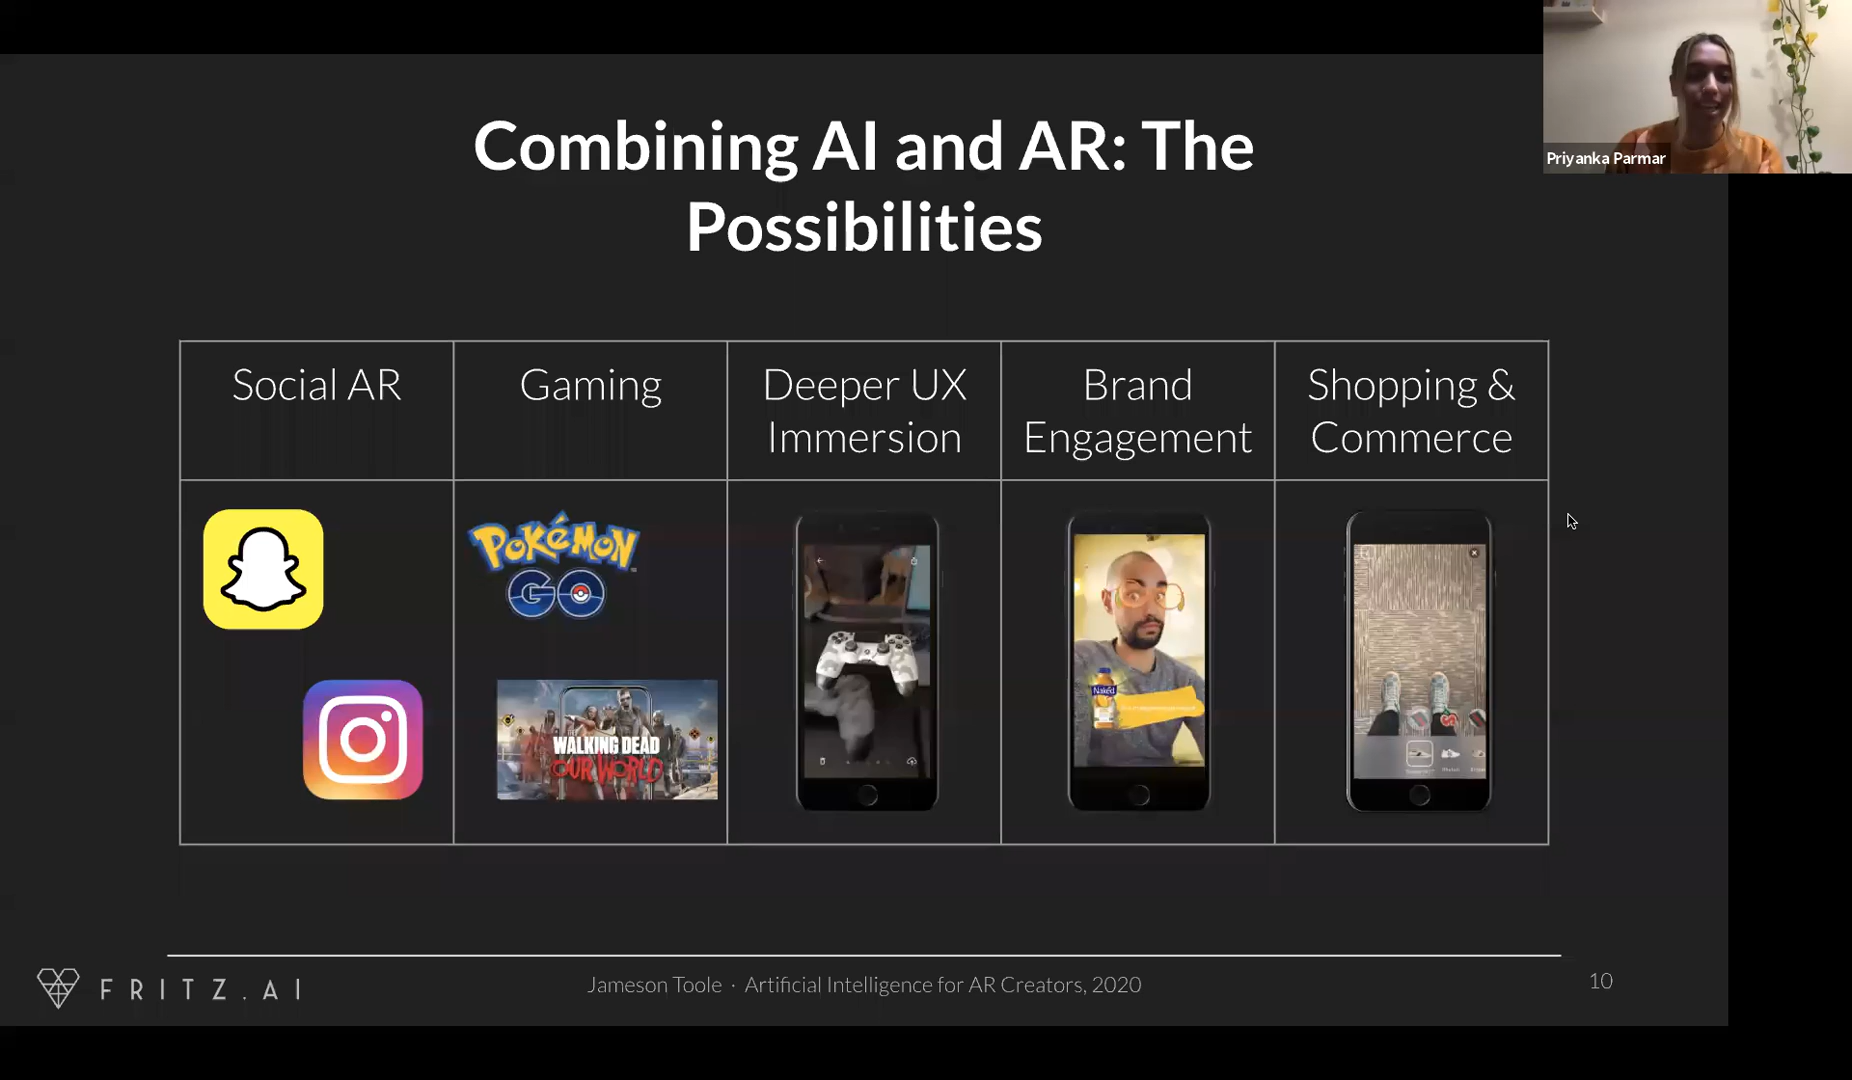 Priyanka Parmar
Combining AI and AR: The
Possibilities
Social AR
Gaming
Deeper UX
Immersion
Brand
Engagement
Shopping &
Commerce
POKéMON
GO
Naked
THE
WALKING DEAD
OUR WORLD
FRITZ.AI
Jameson Toole · Artificial Intelligence for AR Creators, 2020
10